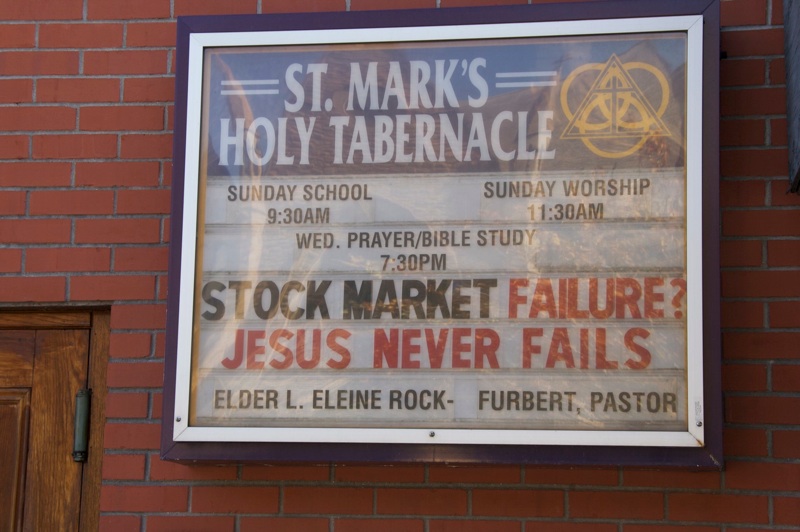 ST. MARK'S
HOLY TABERNACLE
SUNDAY SCHOOL SUNDAY WORSHIP
9:30AM 11:30AM
WED. PRAYER/BIBLE STUDY
7:30PM
STOCK MARKET FAILURE?
JESUS NEVER FAILS
ELDER L. ELEINE ROCK- FURBERT, PASTOR